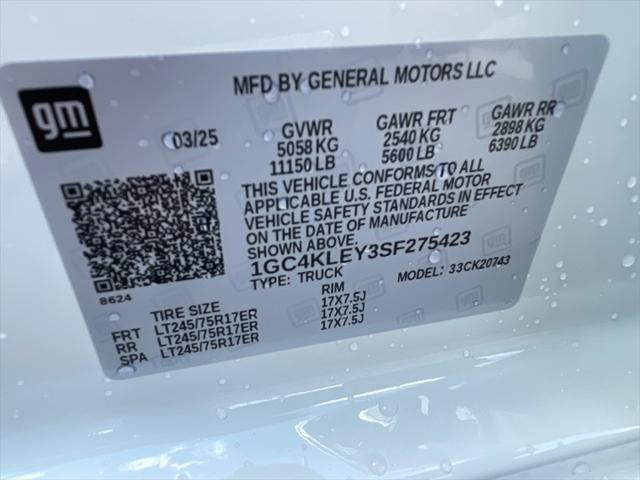 MFD BY GENERAL MOTORS LLC
gm
03/25
GVWR
5058 KG
11150 LB
GAWR FRT
2540 KG
5600 LB
GAWR RR
2898 KG
6390 LB
THIS VEHICLE CONFORMS TO ALL
APPLICABLE U.S. FEDERAL MOTOR
VEHICLE SAFETY STANDARDS IN EFFECT
ON THE DATE OF MANUFACTURE
SHOWN ABOVE.
1GC4KLEY3SF275423
TYPE: TRUCK
MODEL: 33CK20743
8624
TIRE SIZE
RIM
FRT LT245/75R17ER 17X7.5J
RR LT245/75R17ER 17X7.5J
SPA LT245/75R17ER 17X7.5J